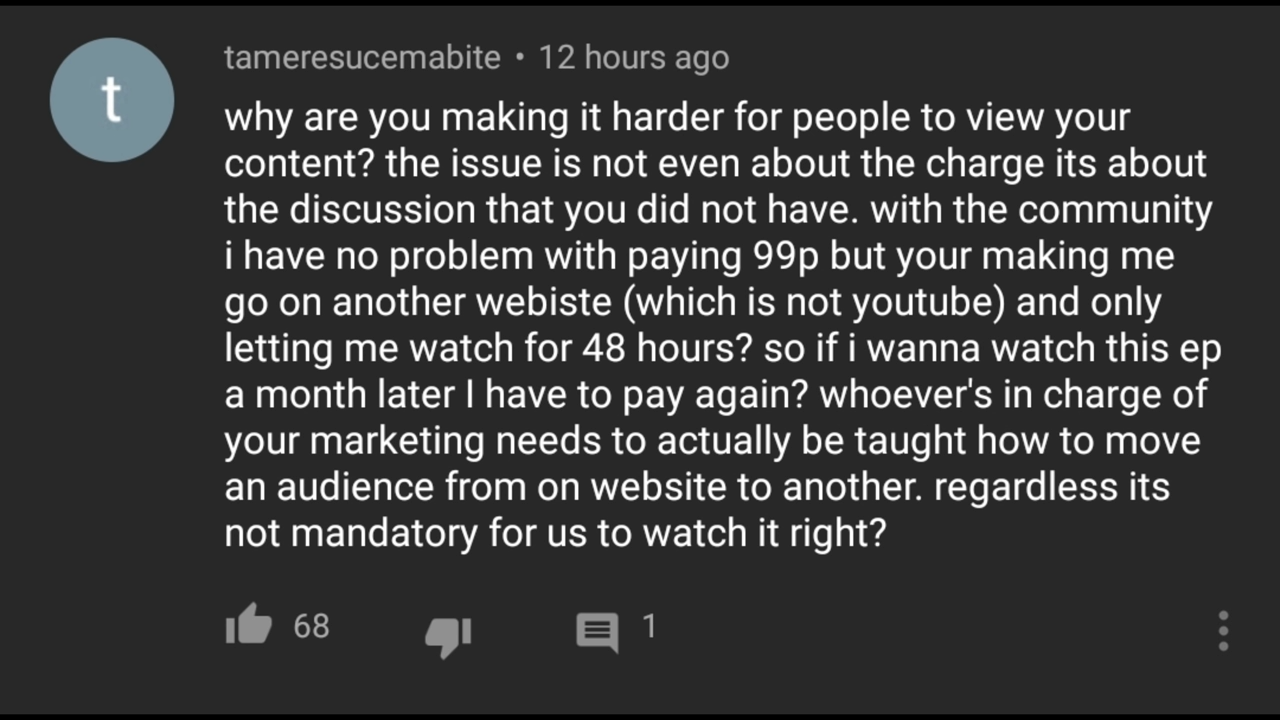 t
tameresucemabite • 12 hours ago
why are you making it harder for people to view your
content? the issue is not even about the charge its about
the discussion that you did not have. with the community
i have no problem with paying 99p but your making me
go on another webiste (which is not youtube) and only
letting me watch for 48 hours? so if i wanna watch this ep
a month later I have to pay again? whoever's in charge of
your marketing needs to actually be taught how to move
an audience from on website to another. regardless its
not mandatory for us to watch it right?
68 1